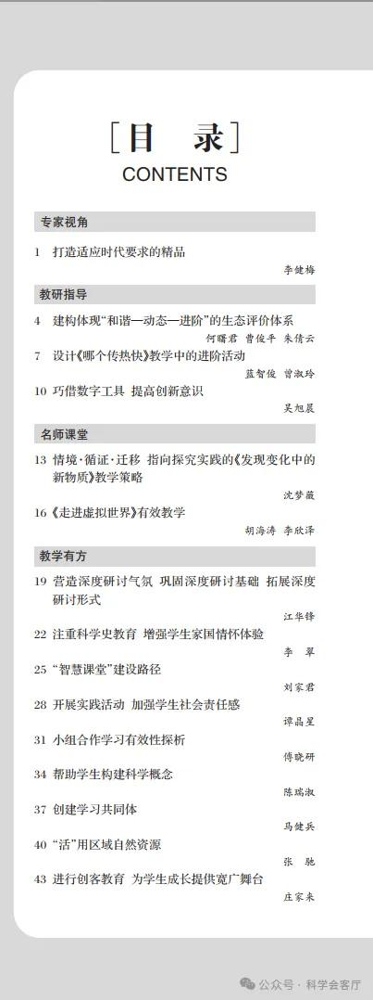 [目 录]
CONTENTS
专家视角
1 打造适应时代要求的精品
李健梅
教研指导
4 建构体现“和谐—动态—进阶”的生态评价体系
何曙君 曹俊平 朱倩云
7 设计《哪个传热快》教学中的进阶活动
蓝智俊 曾淑玲
10 巧借数字工具 提高创新意识
吴旭晨
名师课堂
13 情境·循证·迁移 指向探究实践的《发现变化中的
新物质》教学策略
沈梦薇
16 《走进虚拟世界》有效教学
胡海涛 李欣泽
教学有方
19 营造深度研讨气氛 巩固深度研讨基础 拓展深度
研讨形式
江华锋
22 注重科学史教育 增强学生家国情怀体验
李 翠
25 “智慧课堂”建设路径
刘家君
28 开展实践活动 加强学生社会责任感
谭晶星
31 小组合作学习有效性探析
傅晓研
34 帮助学生构建科学概念
陈瑞淑
37 创建学习共同体
马健兵
40 “活”用区域自然资源
张 驰
43 进行创客教育 为学生成长提供宽广舞台
庄家来
公众号·科学会客厅